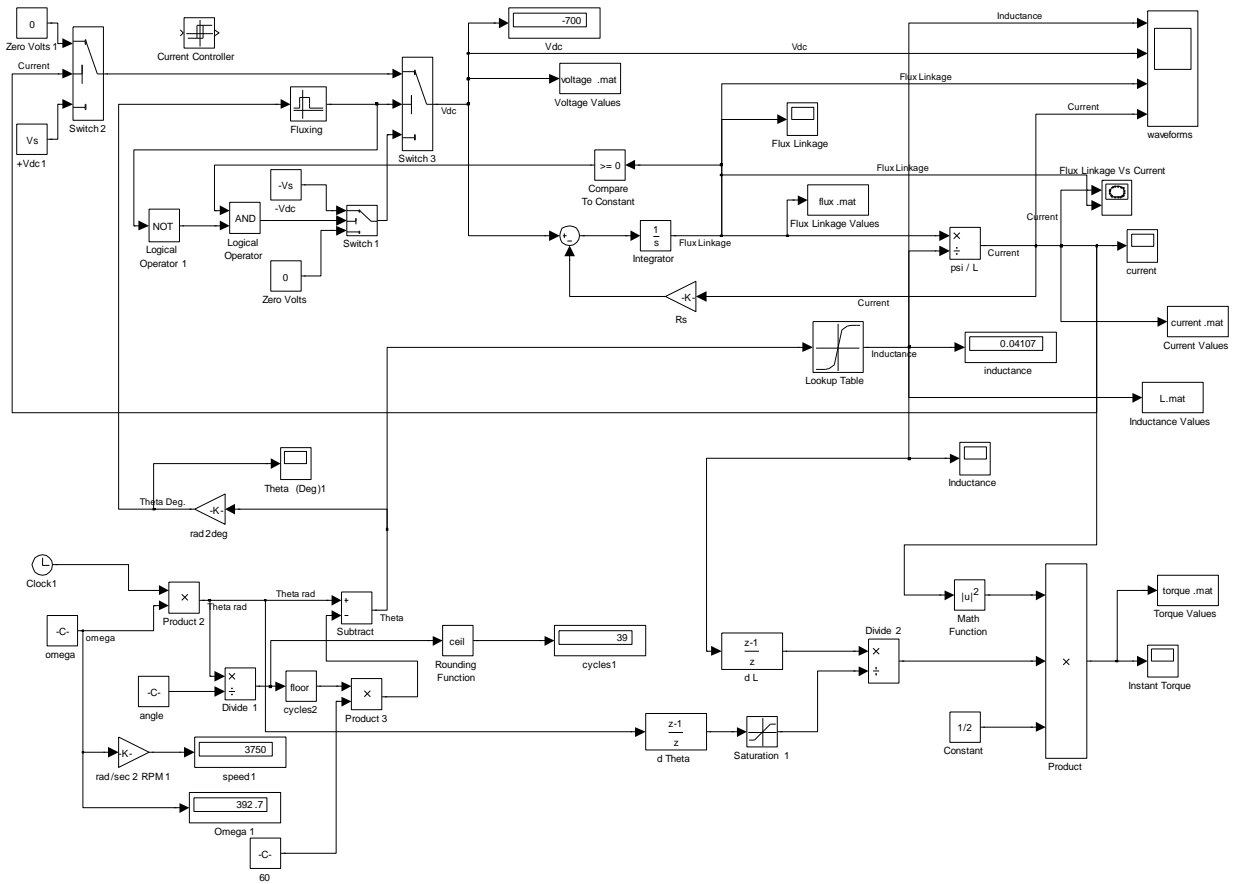 0
Zero Volts 1
Current
Vs
+Vdc 1
Switch 2
Current Controller
Fluxing
Switch 3
Vdc
-700
Vdc
voltage .mat
Voltage Values
Inductance
Vdc
Flux Linkage
Current
waveforms
Flux Linkage
>= 0
Compare
To Constant
Flux Linkage
Flux Linkage Vs Current
NOT
Logical
Operator 1
AND
Logical
Operator
-Vs
-Vdc
Switch 1
0
Zero Volts
+
−
1
s
Integrator
Flux Linkage
flux .mat
Flux Linkage Values
×
÷
psi / L
Current
Current
current
-K-
Rs
Current
current .mat
Current Values
Lookup Table
Inductance
0.04107
inductance
L.mat
Inductance Values
Inductance
Theta (Deg)1
Theta Deg.
-K-
rad 2deg
Clock1
×
Product 2
Theta rad
Theta rad
+
−
Subtract
Theta
-C-
omega
omega
-C-
angle
×
÷
Divide 1
floor
cycles2
×
Product 3
ceil
Rounding
Function
39
cycles1
-K-
rad/sec 2 RPM 1
3750
speed1
392 .7
Omega 1
-C-
60
z-1
z
d L
z-1
z
d Theta
Saturation 1
Divide 2
×
÷
|u|2
Math
Function
1/2
Constant
×
Product
torque .mat
Torque Values
Instant Torque